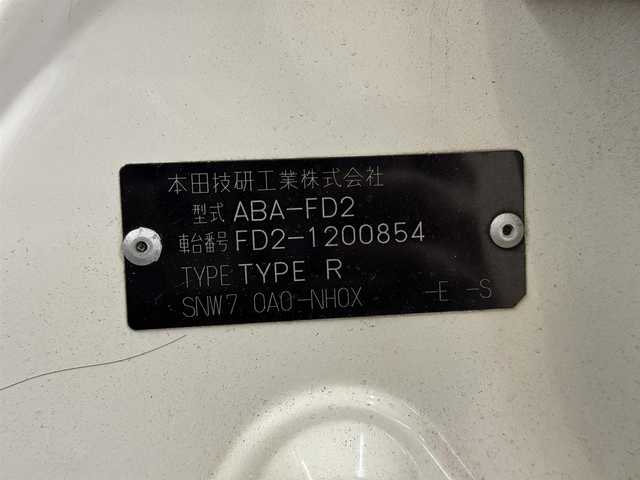 本田技研工業株式会社
型式 ABA-FD2
車台番号 FD2-1200854
TYPE TYPE R
SNW7 0A0-NH0X -E -S